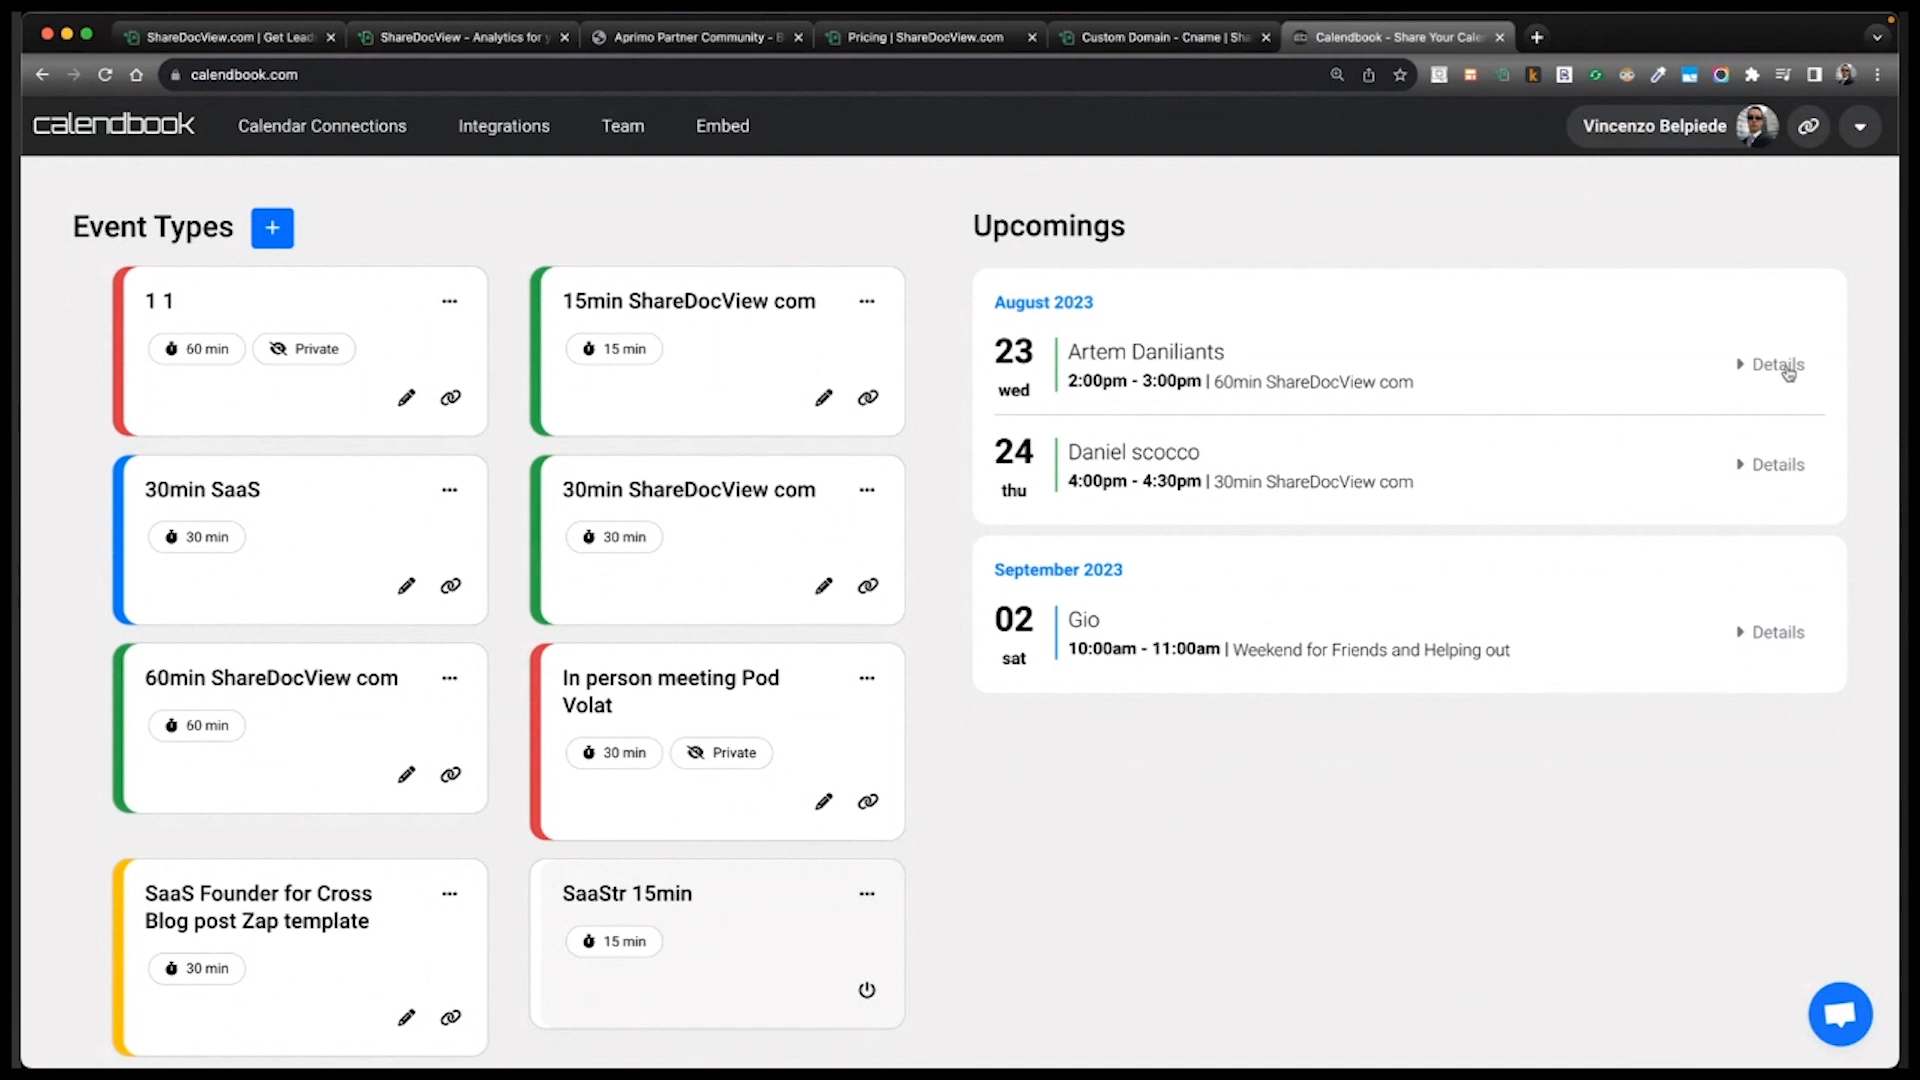 ShareDocView.com | Get Lead
ShareDocView - Analytics for y
Aprimo Partner Community - B
Pricing | ShareDocView.com
Custom Domain - Cname | Sha
Calendbook - Share Your Cale
calendbook.com
calendbook
Calendar Connections
Integrations
Team
Embed
Vincenzo Belpiede
Event Types
+
1 1
60 min
Private
15min ShareDocView com
15 min
30min SaaS
30 min
30min ShareDocView com
30 min
60min ShareDocView com
60 min
In person meeting Pod
Volat
30 min
Private
SaaS Founder for Cross
Blog post Zap template
30 min
SaaStr 15min
15 min
Upcomings
August 2023
23
wed
Artem Daniliants
2:00pm - 3:00pm | 60min ShareDocView com
Details
24
thu
Daniel scocco
4:00pm - 4:30pm | 30min ShareDocView com
Details
September 2023
02
sat
Gio
10:00am - 11:00am | Weekend for Friends and Helping out
Details